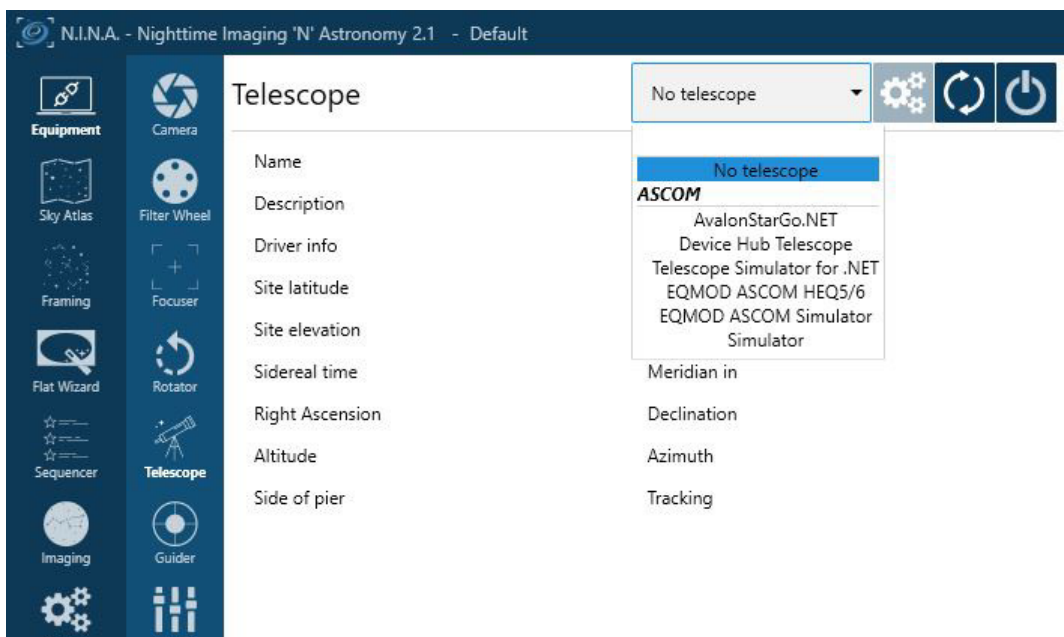 N.I.N.A. - Nighttime Imaging 'N' Astronomy 2.1 - Default
Equipment
Sky Atlas
Framing
Flat Wizard
Sequencer
Imaging
Camera
Filter Wheel
Focuser
Rotator
Telescope
Guider
Telescope
No telescope
No telescope
ASCOM
AvalonStarGo.NET
Device Hub Telescope
Telescope Simulator for .NET
EQMOD ASCOM HEQ5/6
EQMOD ASCOM Simulator
Simulator
Name
Description
Driver info
Site latitude
Site elevation
Sidereal time
Meridian in
Right Ascension
Declination
Altitude
Azimuth
Side of pier
Tracking